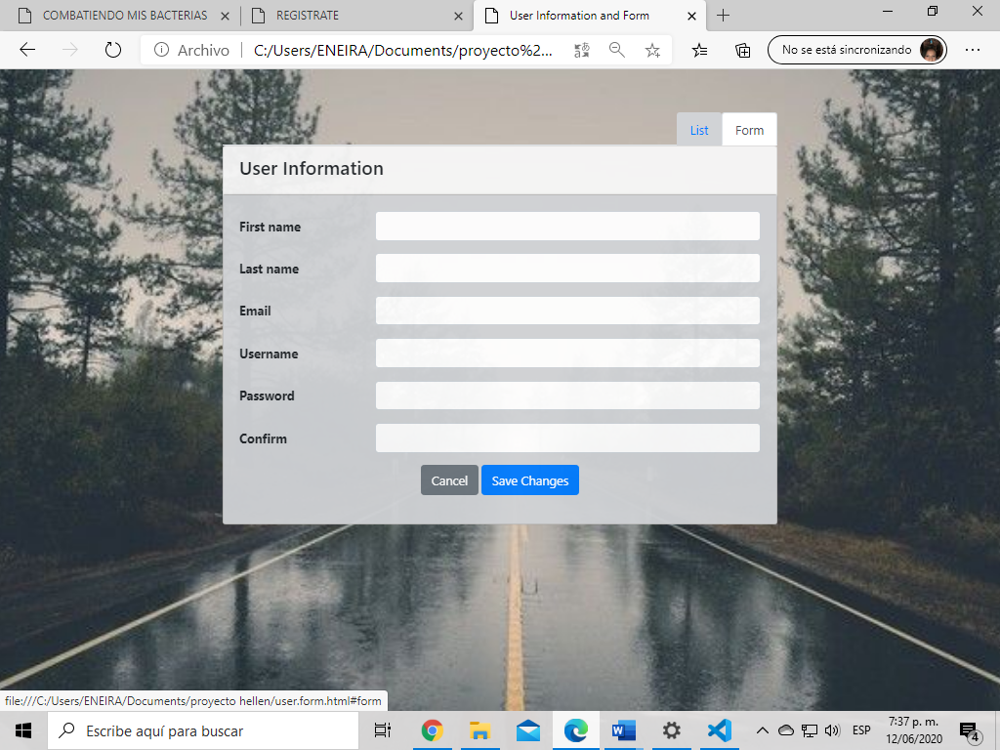 COMBATIENDO MIS BACTERIAS
REGISTRATE
User Information and Form
Archivo
C:/Users/ENEIRA/Documents/proyecto%2...
No se está sincronizando
List
Form
User Information
First name
Last name
Email
Username
Password
Confirm
Cancel
Save Changes
file:///C:/Users/ENEIRA/Documents/proyecto hellen/user.form.html#form
Escribe aquí para buscar
ESP
7:37 p. m.
12/06/2020
4